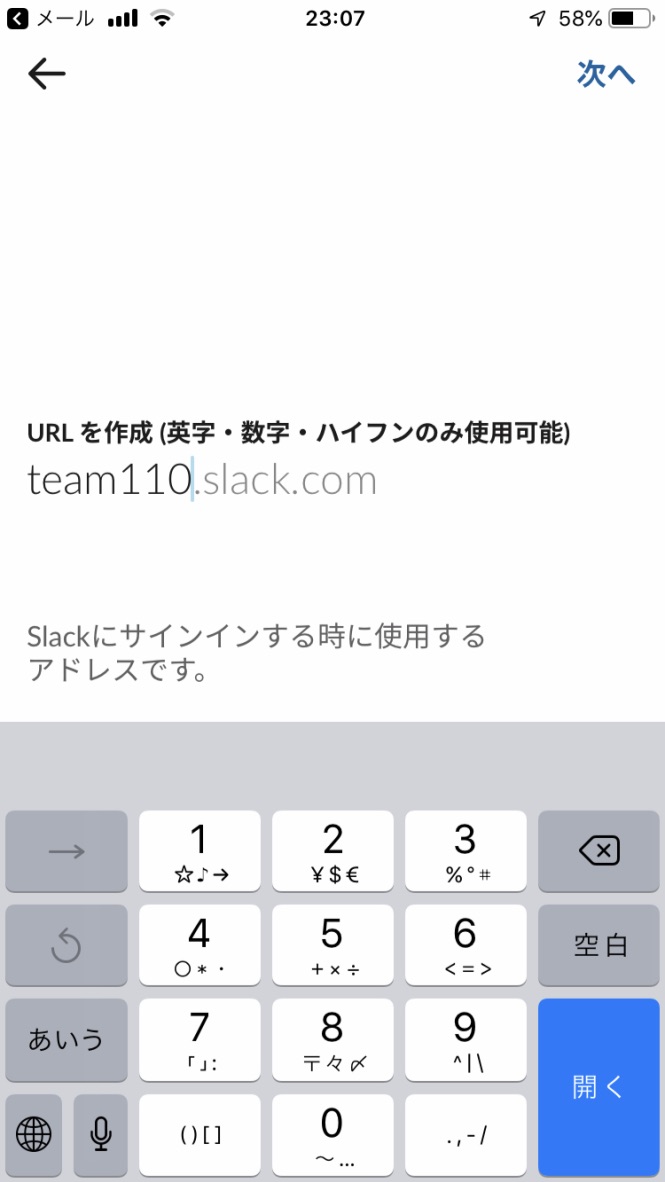 メール 23:07 58%
次へ
URL を作成 (英字・数字・ハイフンのみ使用可能)
team110.slack.com
Slackにサインインする時に使用する
アドレスです。
→ 1 2 3
☆♪→ ¥$€ %°#
4 5 6 空白
○*・ +×÷ <=>
あいう 7 8 9
「」: 〒々〆 ^|\
開く
()[] 0 .,-/
~…